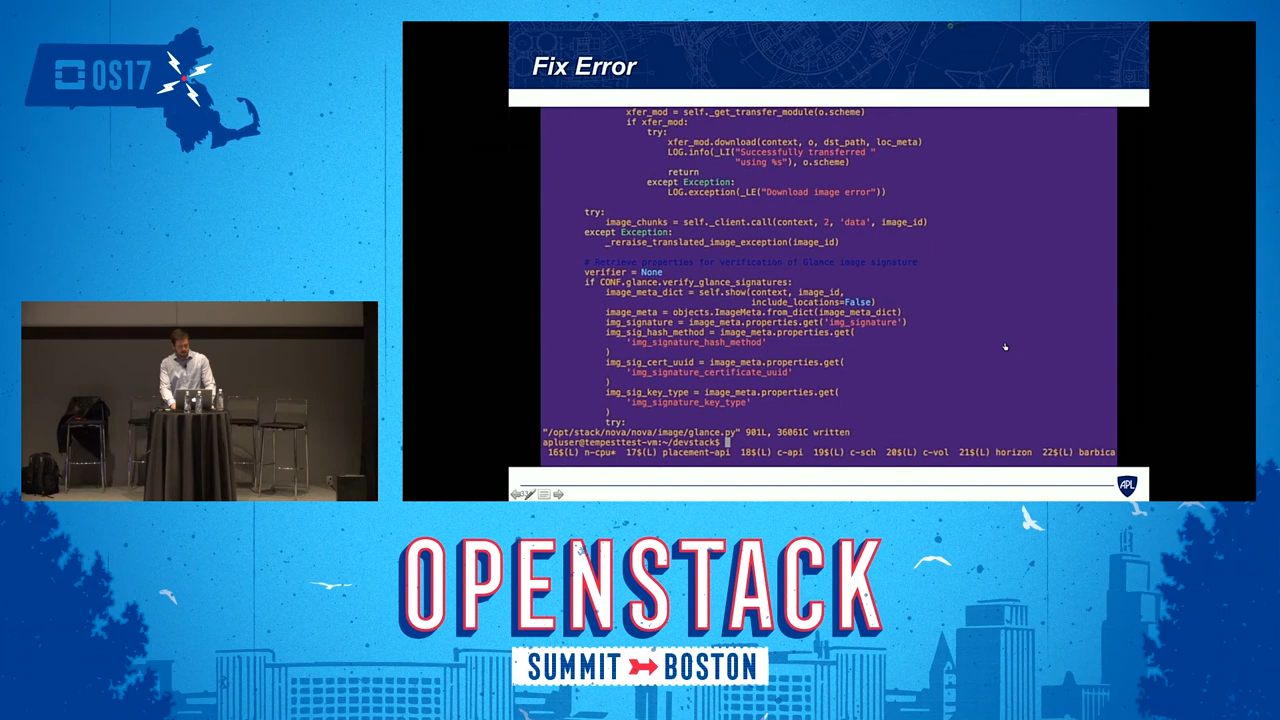 OS17
Fix Error
xfer_mod = self._get_transfer_module(o.scheme)
if xfer_mod:
try:
xfer_mod.download(context, o, dst_path, loc_meta)
LOG.info(_LI("Successfully transferred "
"using %s"), o.scheme)
return
except Exception:
LOG.exception(_LE("Download image error"))
try:
image_chunks = self._client.call(context, 2, 'data', image_id)
except Exception:
_reraise_translated_image_exception(image_id)
# Retrieve properties for verification of Glance image signature
verifier = None
if CONF.glance.verify_glance_signatures:
image_meta_dict = self.show(context, image_id,
include_locations=False)
image_meta = objects.ImageMeta.from_dict(image_meta_dict)
img_signature = image_meta.properties.get('img_signature')
img_sig_hash_method = image_meta.properties.get(
'img_signature_hash_method'
)
img_sig_cert_uuid = image_meta.properties.get(
'img_signature_certificate_uuid'
)
img_sig_key_type = image_meta.properties.get(
'img_signature_key_type'
)
try:
"/opt/stack/nova/nova/image/glance.py" 901L, 36061C written
apluser@tempesttest-vm:~/devstack$
16$(L) n-cpu* 17$(L) placement-api 18$(L) c-api 19$(L) c-sch 20$(L) c-vol 21$(L) horizon 22$(L) barbica
APL
OPENSTACK
SUMMIT BOSTON